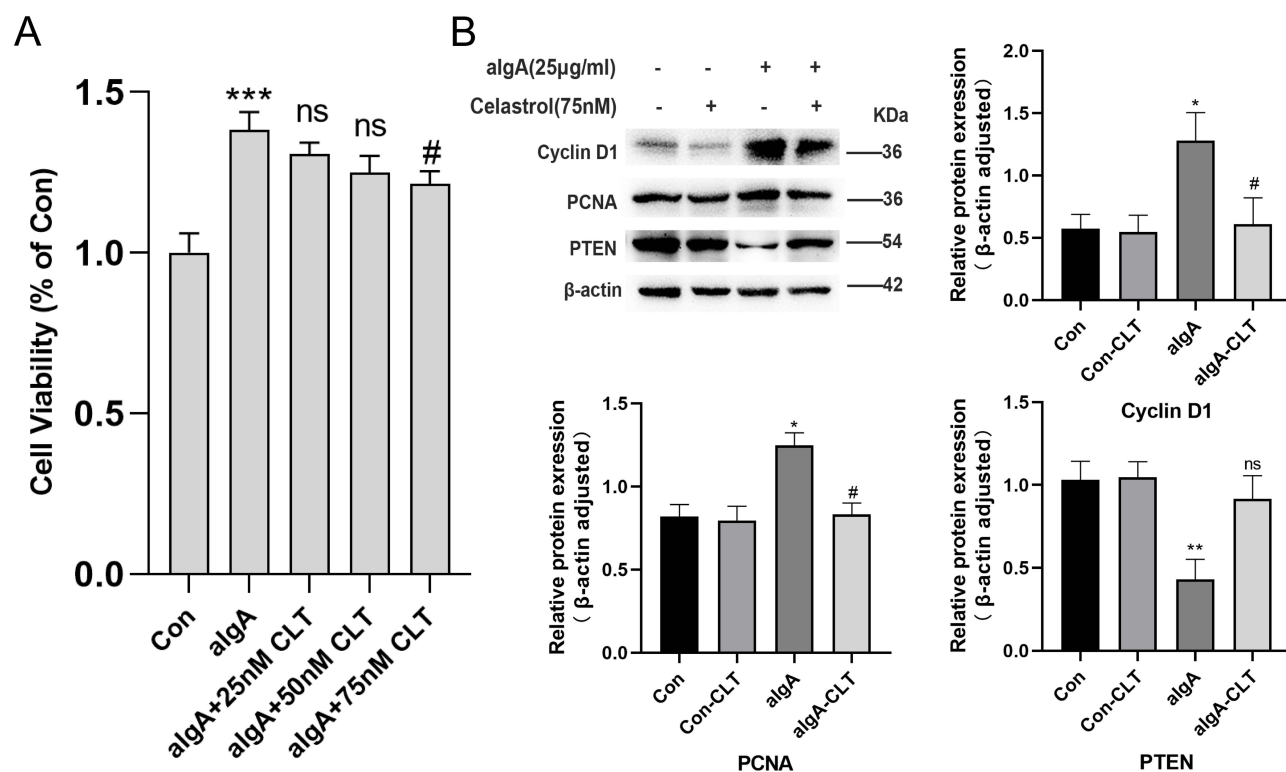 A
Cell Viability (% of Con)
1.5
1.0
0.5
0.0
***
ns
ns
#
Con
aIgA
aIgA+25nM CLT
aIgA+50nM CLT
aIgA+75nM CLT
B
aIgA(25μg/ml) - - + +
Celastrol(75nM) - + - +
KDa
Cyclin D1 36
PCNA 36
PTEN 54
β-actin 42
Relative protein exression
( β-actin adjusted)
2.0
1.5
1.0
0.5
0.0
*
#
Con
Con-CLT
aIgA
aIgA-CLT
Cyclin D1
Relative protein exression
( β-actin adjusted)
1.5
1.0
0.5
0.0
*
#
Con
Con-CLT
aIgA
aIgA-CLT
PCNA
Relative protein exression
( β-actin adjusted)
1.5
1.0
0.5
0.0
**
ns
Con
Con-CLT
aIgA
aIgA-CLT
PTEN